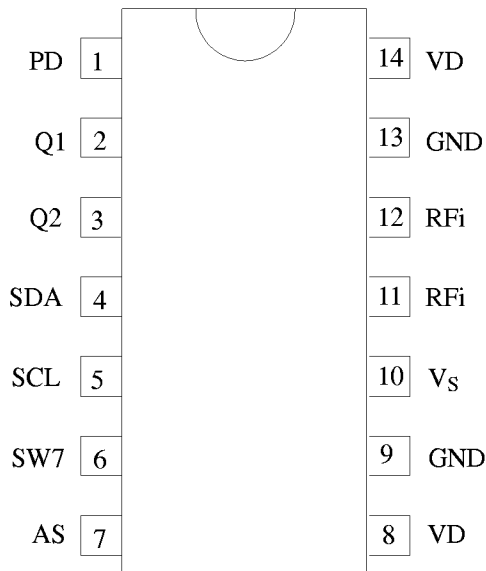 PD 1 14 VD
Q1 2 13 GND
Q2 3 12 RFi
SDA 4 11 RFi
SCL 5 10 VS
SW7 6 9 GND
AS 7 8 VD